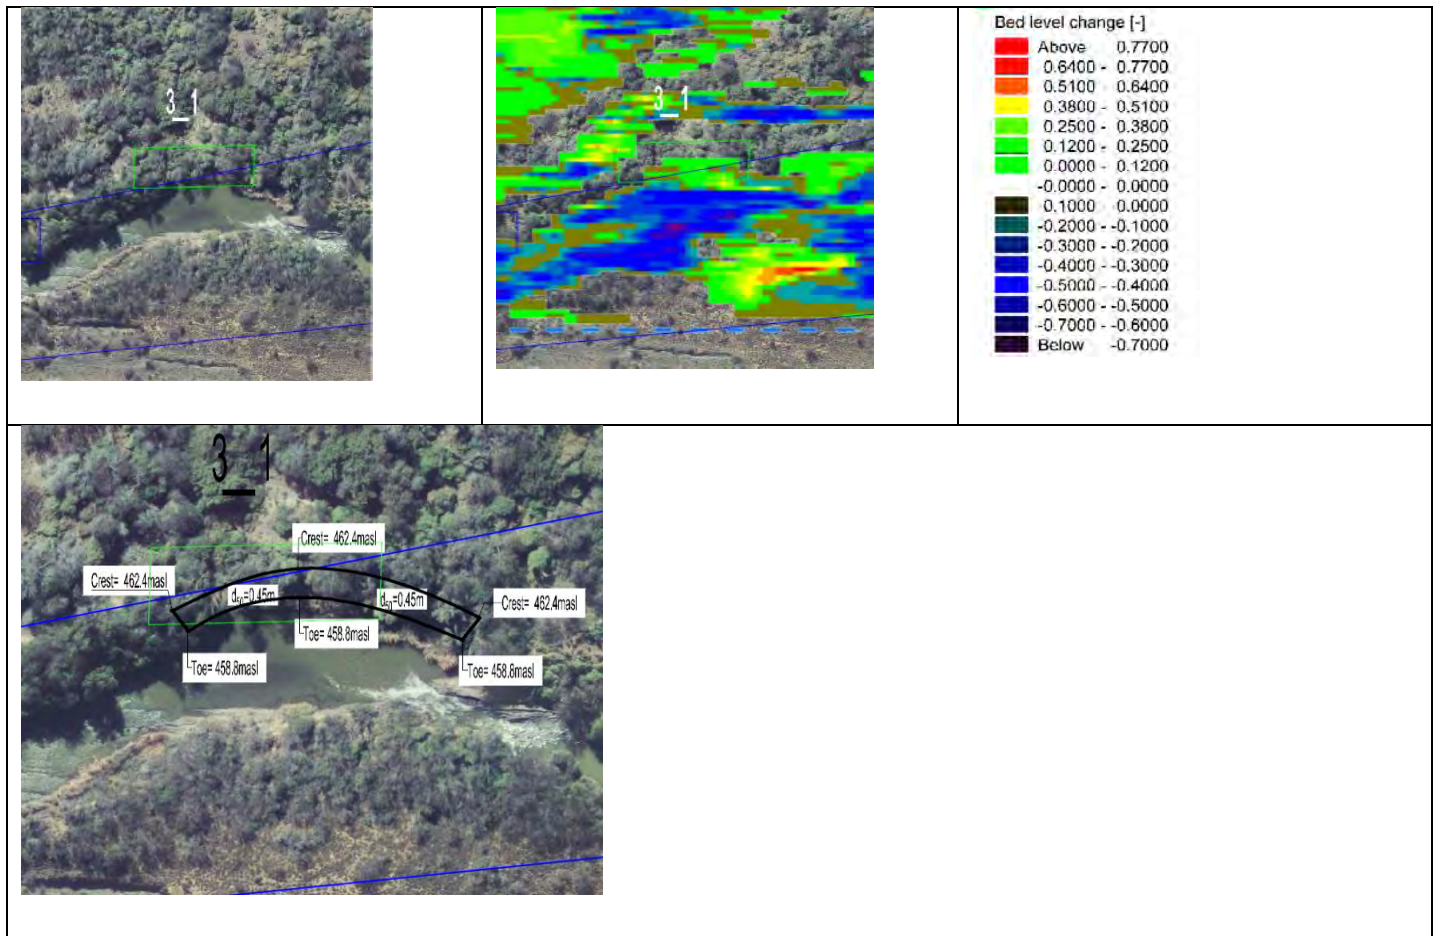 3_1
3_1
Bed level change [-]
Above 0.7700
0.6400 - 0.7700
0.5100 - 0.6400
0.3800 - 0.5100
0.2500 - 0.3800
0.1200 - 0.2500
0.0000 - 0.1200
-0.0000 - 0.0000
-0.1000 - 0.0000
-0.2000 - -0.1000
-0.3000 - -0.2000
-0.4000 - -0.3000
-0.5000 - -0.4000
-0.6000 - -0.5000
-0.7000 - -0.6000
Below -0.7000
3_1
Crest= 462.4masl
Crest= 462.4masl
d50=0.45m
d50=0.45m
Crest= 462.4masl
Toe= 458.8masl
Toe= 458.8masl
Toe= 458.8masl